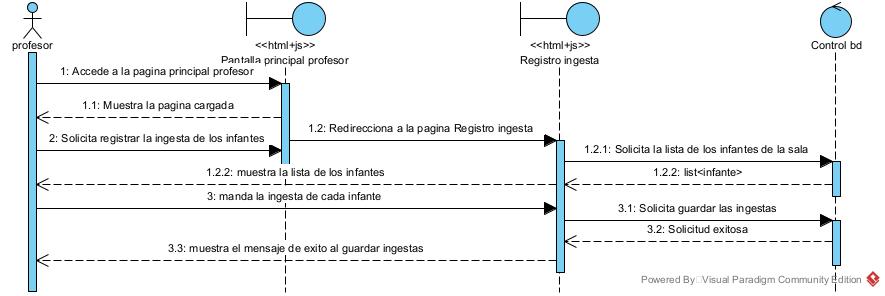 profesor
<<html+js>>
Pantalla principal profesor
<<html+js>>
Registro ingesta
Control bd
1: Accede a la pagina principal profesor
1.1: Muestra la pagina cargada
1.2: Redirecciona a la pagina Registro ingesta
2: Solicita registrar la ingesta de los infantes
1.2.1: Solicita la lista de los infantes de la sala
1.2.2: muestra la lista de los infantes
1.2.2: list<infante>
3: manda la ingesta de cada infante
3.1: Solicita guardar las ingestas
3.2: Solicitud exitosa
3.3: muestra el mensaje de exito al guardar ingestas
Powered By Visual Paradigm Community Edition